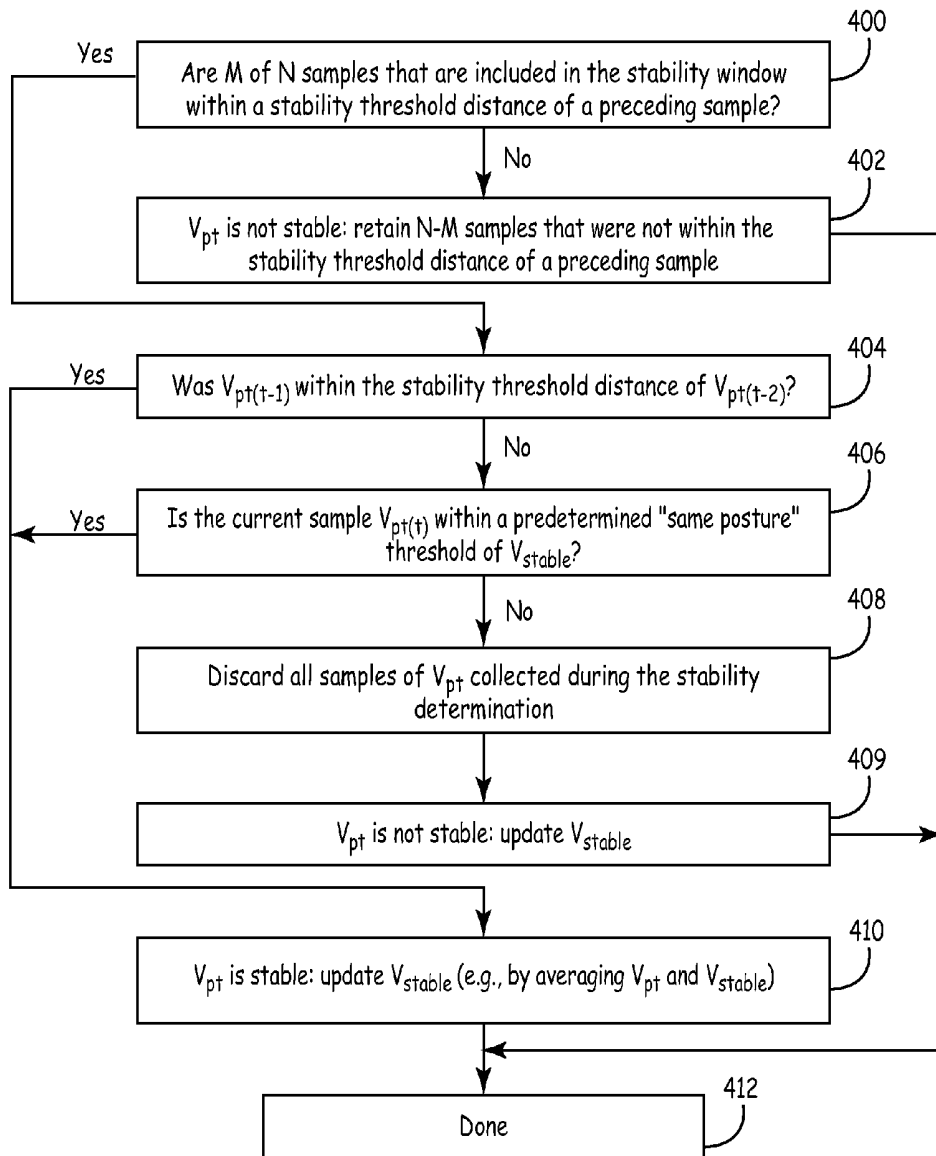 400
Yes
Are M of N samples that are included in the stability window
within a stability threshold distance of a preceding sample?
No
402
Vpt is not stable: retain N-M samples that were not within the
stability threshold distance of a preceding sample
404
Yes
Was Vpt(t-1) within the stability threshold distance of Vpt(t-2)?
No
406
Yes
Is the current sample Vpt(t) within a predetermined "same posture"
threshold of Vstable?
No
408
Discard all samples of Vpt collected during the stability
determination
409
Vpt is not stable: update Vstable
410
Vpt is stable: update Vstable (e.g., by averaging Vpt and Vstable)
412
Done